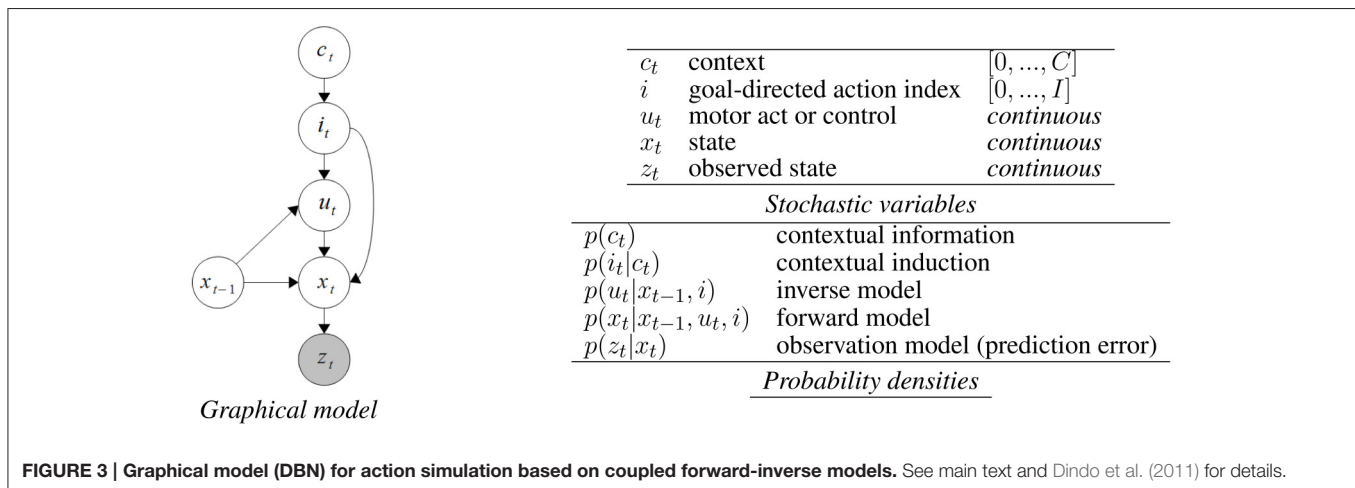 c_t
i_t
u_t
x_{t-1}
x_t
z_t
Graphical model
c_t context [0, ..., C]
i goal-directed action index [0, ..., I]
u_t motor act or control continuous
x_t state continuous
z_t observed state continuous
Stochastic variables
p(c_t) contextual information
p(i_t|c_t) contextual induction
p(u_t|x_{t-1}, i) inverse model
p(x_t|x_{t-1}, u_t, i) forward model
p(z_t|x_t) observation model (prediction error)
Probability densities
FIGURE 3 | Graphical model (DBN) for action simulation based on coupled forward-inverse models. See main text and Dindo et al. (2011) for details.